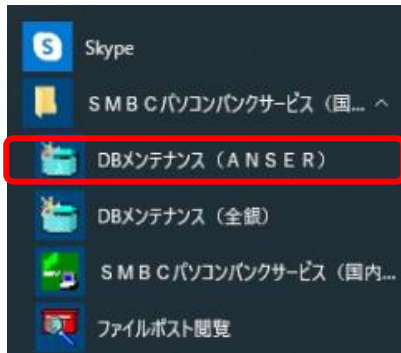 Skype
ＳＭＢＣパソコンバンクサービス（国... ^
DBメンテナンス（ＡＮＳＥＲ）
DBメンテナンス（全銀）
ＳＭＢＣパソコンバンクサービス（国内...
ファイルポスト閲覧